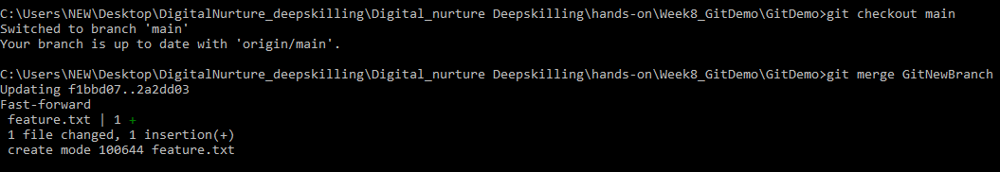 C:\Users\NEW\Desktop\DigitalNurture_deepskilling\Digital_nurture Deepskilling\hands-on\Week8_GitDemo\GitDemo>git checkout main
Switched to branch 'main'
Your branch is up to date with 'origin/main'.
C:\Users\NEW\Desktop\DigitalNurture_deepskilling\Digital_nurture Deepskilling\hands-on\Week8_GitDemo\GitDemo>git merge GitNewBranch
Updating f1bbd07..2a2dd03
Fast-forward
 feature.txt | 1 +
 1 file changed, 1 insertion(+)
 create mode 100644 feature.txt